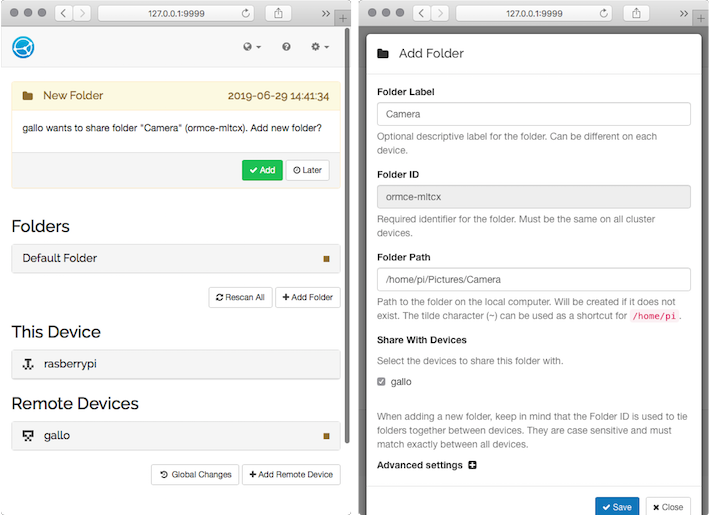 127.0.0.1:9999
New Folder 2019-06-29 14:41:34
gallo wants to share folder "Camera" (ormce-mltcx). Add new folder?
Add Later
Folders
Default Folder
Rescan All Add Folder
This Device
rasberrypi
Remote Devices
gallo
Global Changes Add Remote Device
127.0.0.1:9999
Add Folder
Folder Label
Camera
Optional descriptive label for the folder. Can be different on each
device.
Folder ID
ormce-mltcx
Required identifier for the folder. Must be the same on all cluster
devices.
Folder Path
/home/pi/Pictures/Camera
Path to the folder on the local computer. Will be created if it does not
exist. The tilde character (~) can be used as a shortcut for /home/pi.
Share With Devices
Select the devices to share this folder with.
gallo
When adding a new folder, keep in mind that the Folder ID is used to tie
folders together between devices. They are case sensitive and must
match exactly between all devices.
Advanced settings
Save Close